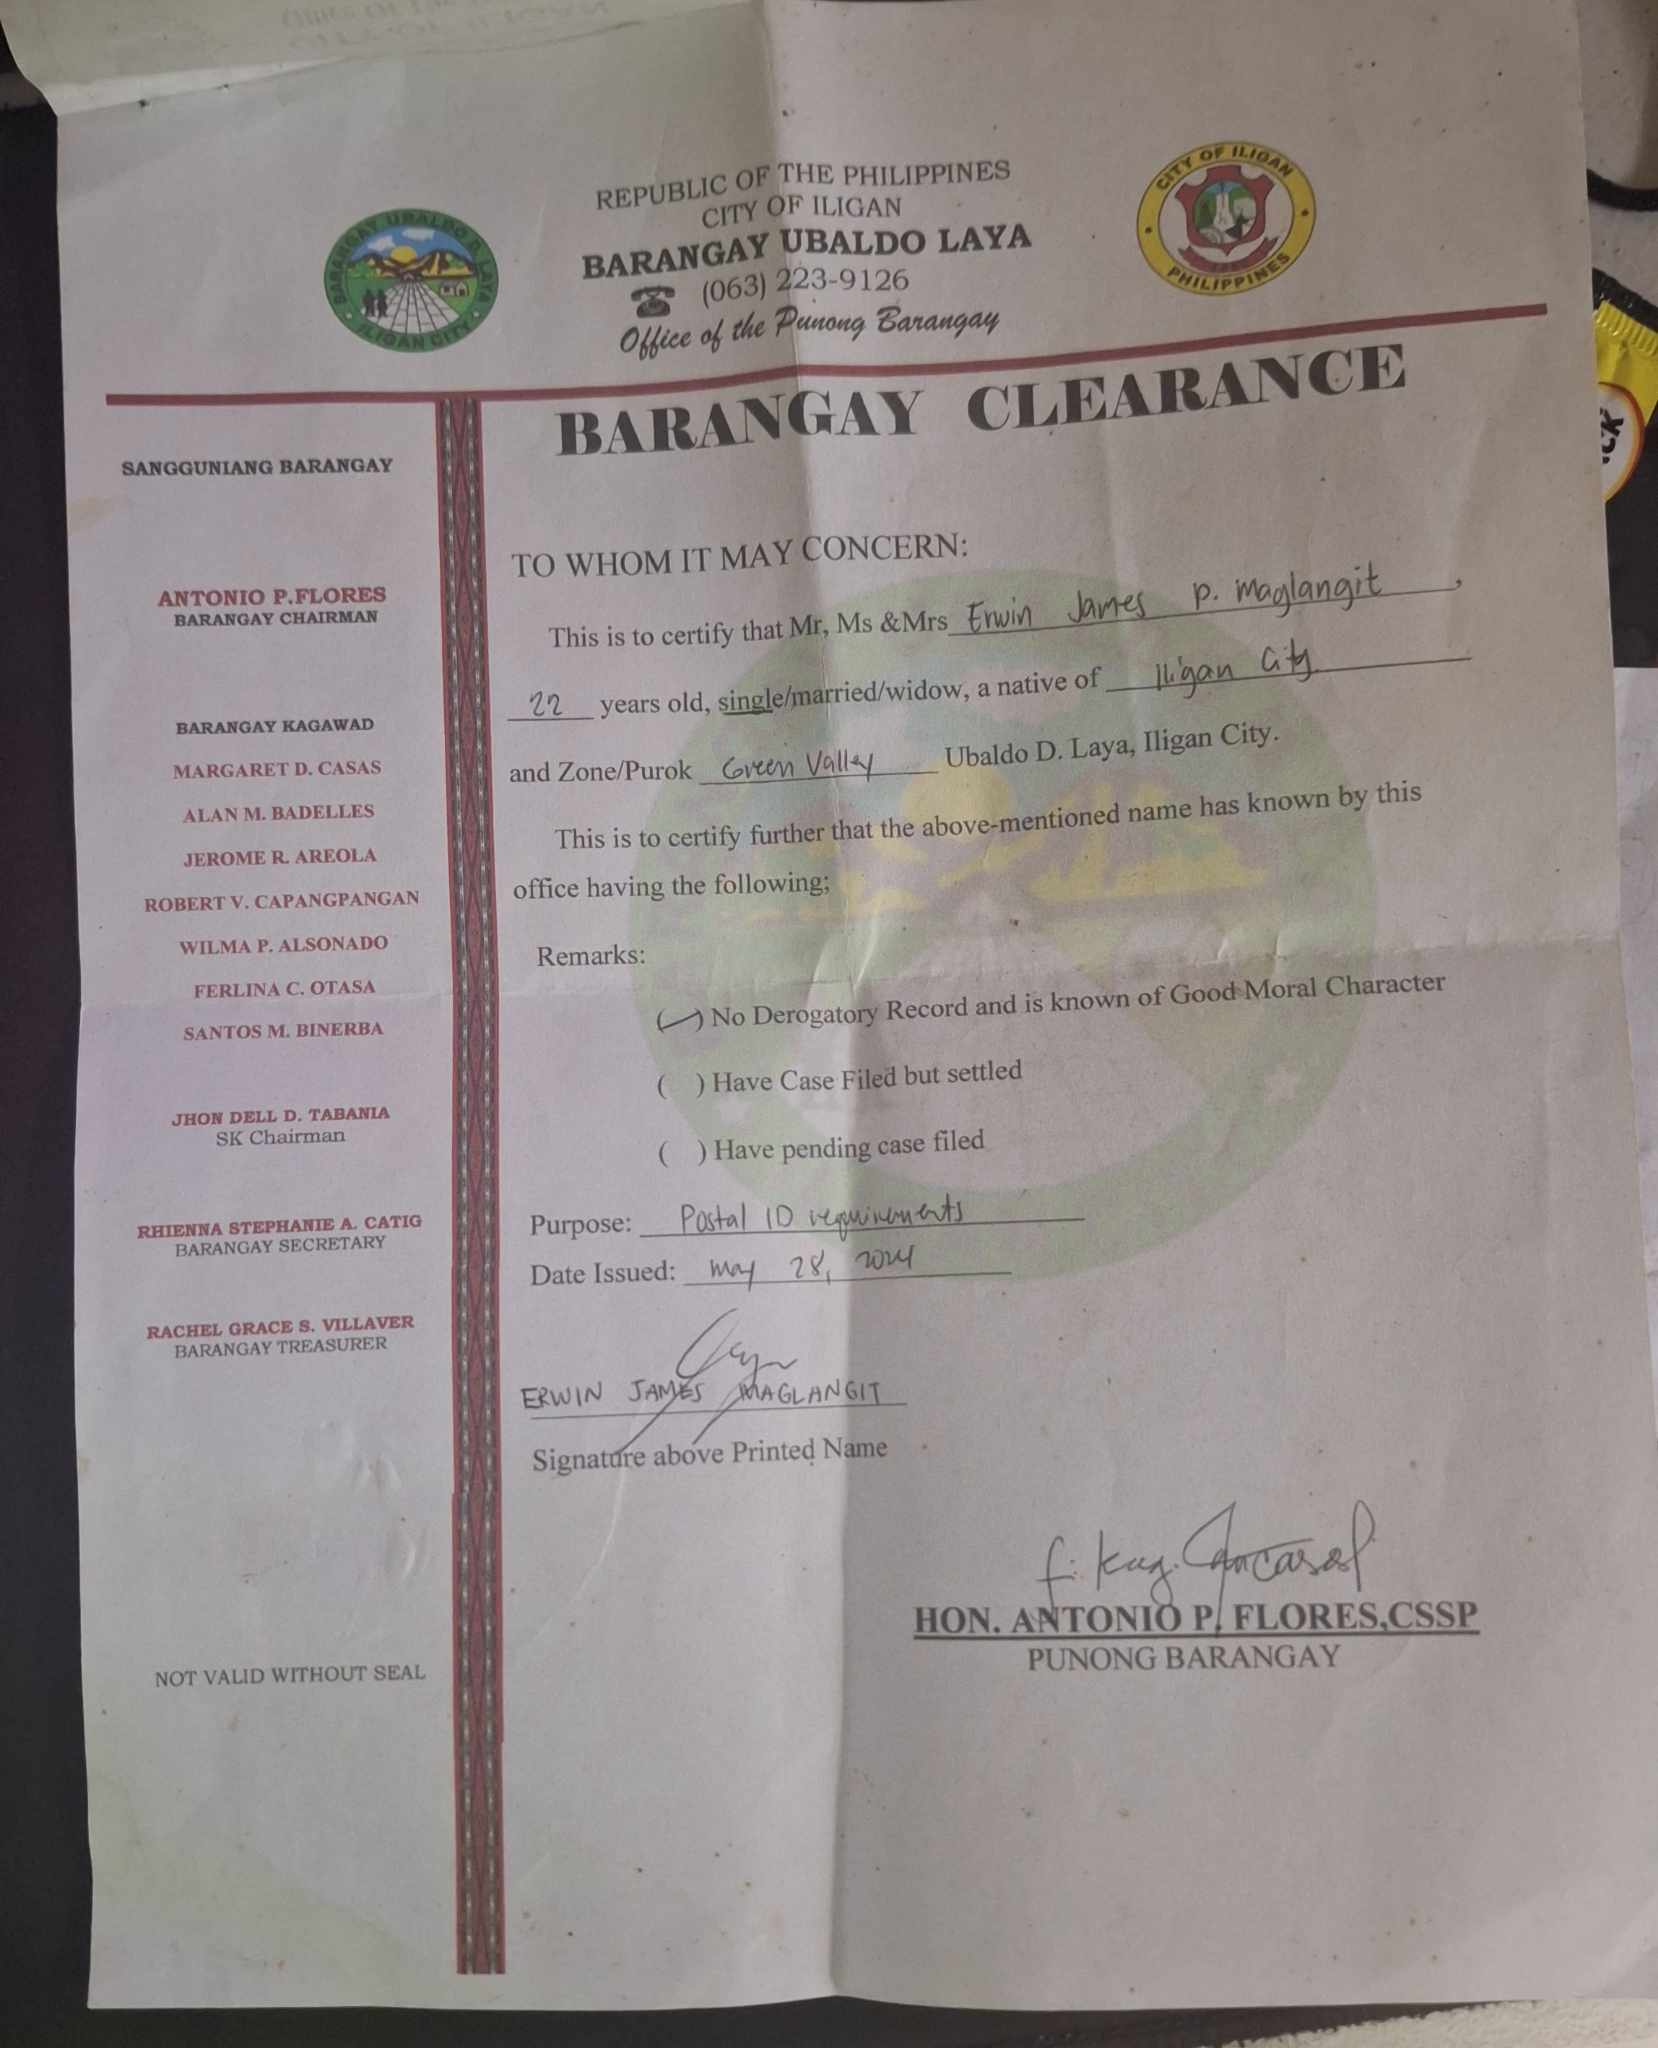 REPUBLIC OF THE PHILIPPINES
CITY OF ILIGAN
BARANGAY UBALDO LAYA
(063) 223-9126
Office of the Punong Barangay
BARANGAY UBALDO D. LAYA
ILIGAN CITY
CITY OF ILIGAN
PHILIPPINES
BARANGAY CLEARANCE
SANGGUNIANG BARANGAY
ANTONIO P.FLORES
BARANGAY CHAIRMAN
BARANGAY KAGAWAD
MARGARET D. CASAS
ALAN M. BADELLES
JEROME R. AREOLA
ROBERT V. CAPANGPANGAN
WILMA P. ALSONADO
FERLINA C. OTASA
SANTOS M. BINERBA
JHON DELL D. TABANIA
SK Chairman
RHIENNA STEPHANIE A. CATIG
BARANGAY SECRETARY
RACHEL GRACE S. VILLAVER
BARANGAY TREASURER
NOT VALID WITHOUT SEAL
TO WHOM IT MAY CONCERN:
This is to certify that Mr, Ms &Mrs Erwin James P. Maglangit,
22 years old, single/married/widow, a native of Iligan City
and Zone/Purok Green Valley Ubaldo D. Laya, Iligan City.
This is to certify further that the above-mentioned name has known by this
office having the following;
Remarks:
(✓) No Derogatory Record and is known of Good Moral Character
( ) Have Case Filed but settled
( ) Have pending case filed
Purpose: Postal ID requirements
Date Issued: May 28, 2024
ERWIN JAMES MAGLANGIT
Signature above Printed Name
HON. ANTONIO P. FLORES,CSSP
PUNONG BARANGAY